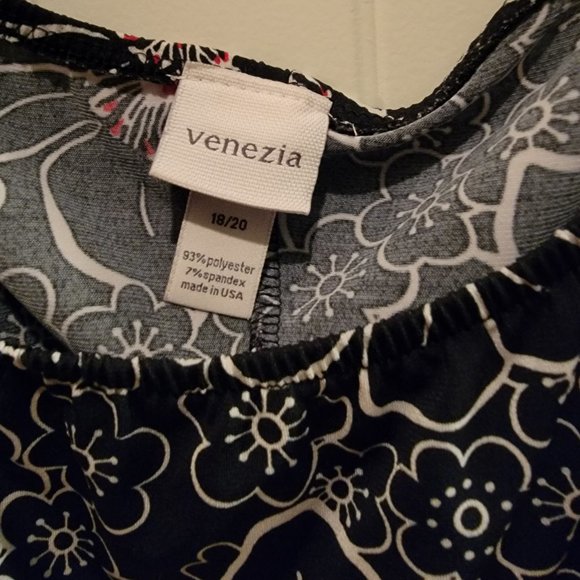 venezia
18/20
93% polyester
7% spandex
made in USA